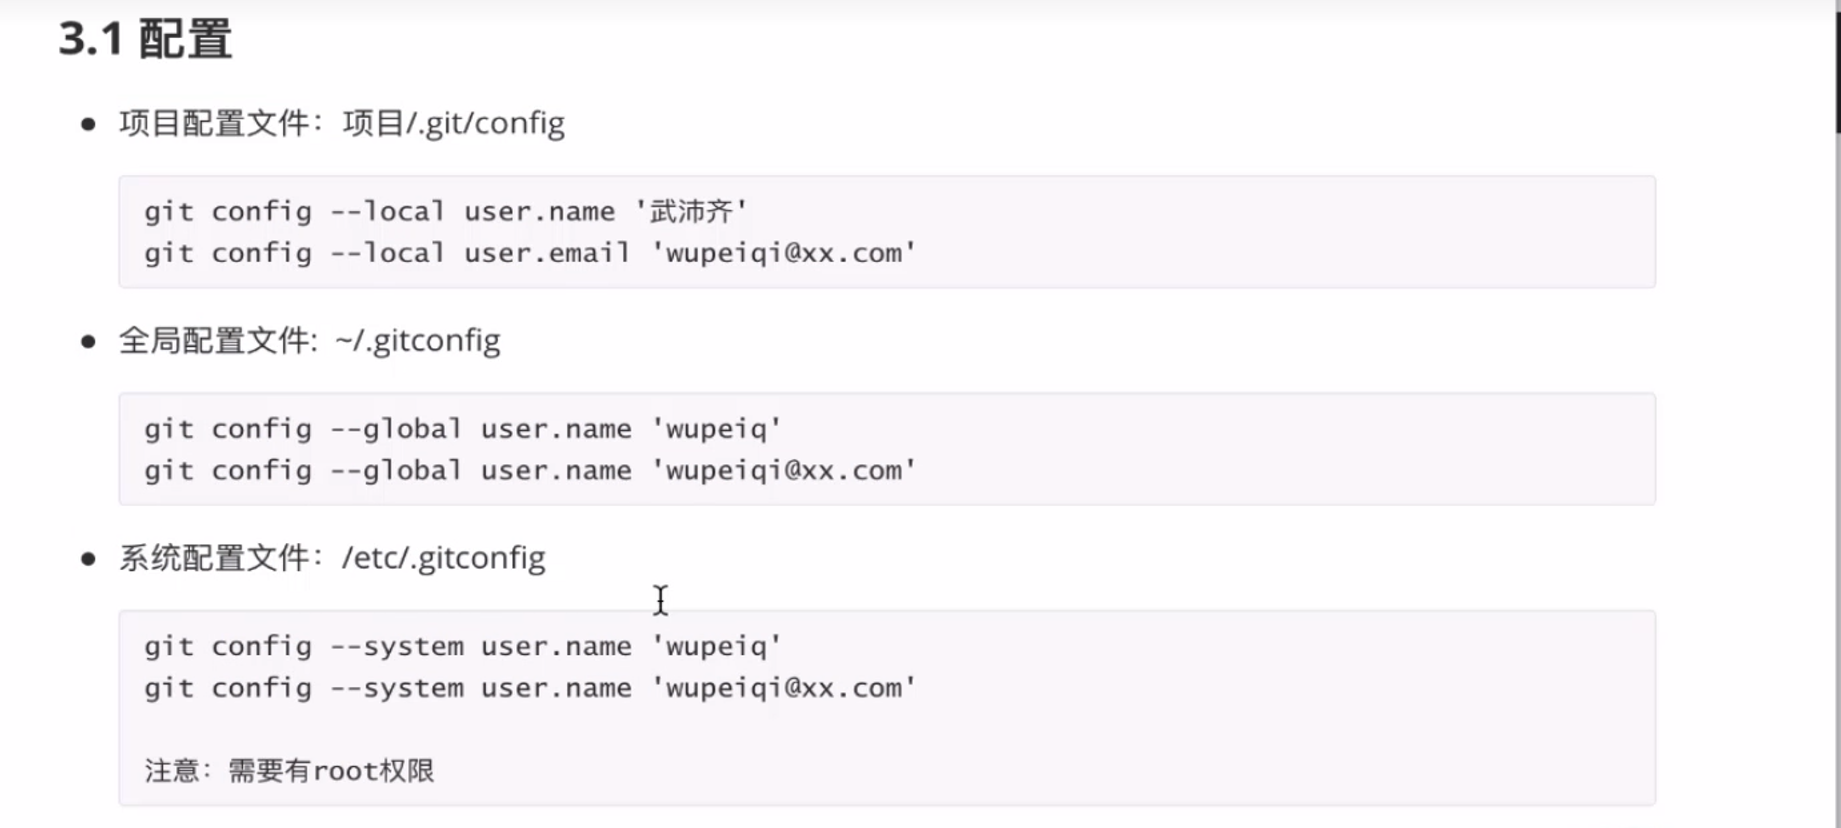 3.1 配置
项目配置文件：项目/.git/config
git config --local user.name '武沛齐'
git config --local user.email 'wupeiqi@xx.com'
全局配置文件: ~/.gitconfig
git config --global user.name 'wupeiq'
git config --global user.name 'wupeiqi@xx.com'
系统配置文件：/etc/.gitconfig
git config --system user.name 'wupeiq'
git config --system user.name 'wupeiqi@xx.com'
注意：需要有root权限